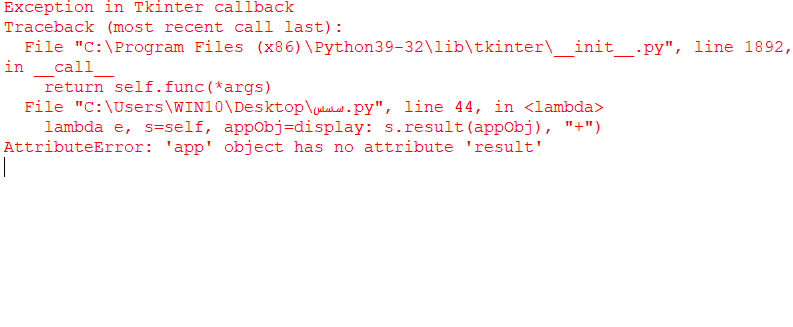 Exception in Tkinter callback
Traceback (most recent call last):
  File "C:\Program Files (x86)\Python39-32\lib\tkinter\__init__.py", line 1892,
in __call__
    return self.func(*args)
  File "C:\Users\WIN10\Desktop\سسس.py", line 44, in <lambda>
    lambda e, s=self, appObj=display: s.result(appObj), "+")
AttributeError: 'app' object has no attribute 'result'